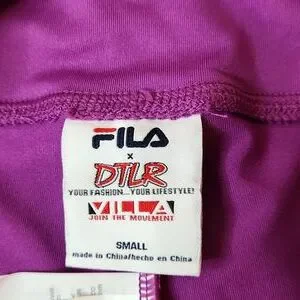 FILA
x
DTLR
YOUR FASHION...YOUR LIFESTYLE!
VILLA
JOIN THE MOVEMENT
SMALL
made in China/hecho en China